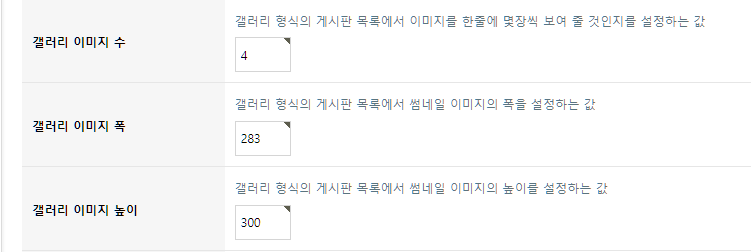 갤러리 형식의 게시판 목록에서 이미지를 한줄에 몇장씩 보여 줄 것인지를 설정하는 값
갤러리 이미지 수
4
갤러리 형식의 게시판 목록에서 썸네일 이미지의 폭을 설정하는 값
갤러리 이미지 폭
283
갤러리 형식의 게시판 목록에서 썸네일 이미지의 높이를 설정하는 값
갤러리 이미지 높이
300